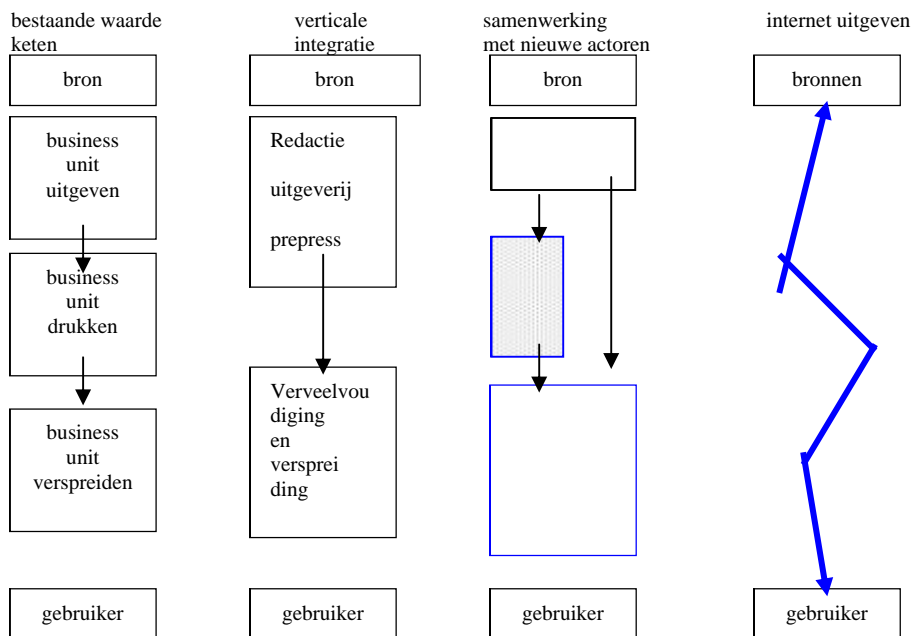 bestaande waarde
keten
bron
business
unit
uitgeven
business
unit
drukken
business
unit
verspreiden
gebruiker
verticale
integratie
bron
Redactie
uitgeverij
prepress
Verveelvou
diging
en
versprei
ding
gebruiker
samenwerking
met nieuwe actoren
bron
gebruiker
internet uitgeven
bronnen
gebruiker